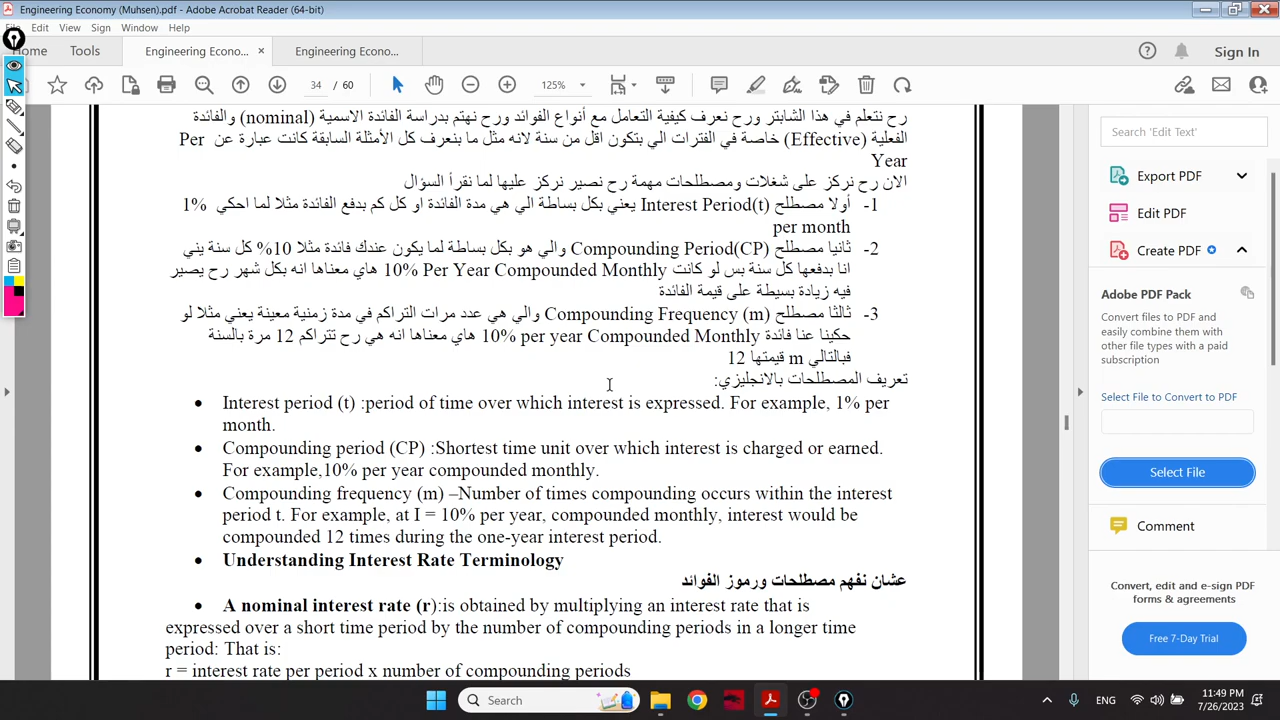 Engineering Economy (Muhsen).pdf - Adobe Acrobat Reader (64-bit)
File Edit View Sign Window Help
Home Tools Engineering Econo... × Engineering Econo... Sign In
34 / 60 125%
رح نتعلم في هذا الشابتر ورح نعرف كيفية التعامل مع أنواع الفوائد ورح نهتم بدراسة الفائدة الاسمية (nominal) والفائدة
الفعلية (Effective) خاصة في الفترات الي بتكون اقل من سنة لانه مثل ما بنعرف كل الأمثلة السابقة كانت عبارة عن Per
Year
الان رح نركز على شغلات ومصطلحات مهمة رح نصير نركز عليها لما نقرأ السؤال
1- أولا مصطلح Interest Period(t) يعني بكل بساطة الي هي مدة الفائدة او كل كم بدفع الفائدة مثلا لما احكي 1%
per month
2- ثانيا مصطلح Compounding Period(CP) والي هو بكل بساطة لما يكون عندك فائدة مثلا 10% كل سنة يني
انا بدفعها كل سنة بس لو كانت 10% Per Year Compounded Monthly هاي معناها انه بكل شهر رح يصير
فيه زيادة بسيطة على قيمة الفائدة
3- ثالثا مصطلح Compounding Frequency (m) والي هي عدد مرات التراكم في مدة زمنية معينة يعني مثلا لو
حكينا عنا فائدة 10% per year Compounded Monthly هاي معناها انه هي رح تتراكم 12 مرة بالسنة
فبالتالي m قيمتها 12
تعريف المصطلحات بالانجليزي:
• Interest period (t) :period of time over which interest is expressed. For example, 1% per
month.
• Compounding period (CP) :Shortest time unit over which interest is charged or earned.
For example,10% per year compounded monthly.
• Compounding frequency (m) –Number of times compounding occurs within the interest
period t. For example, at I = 10% per year, compounded monthly, interest would be
compounded 12 times during the one-year interest period.
• Understanding Interest Rate Terminology
عشان نفهم مصطلحات ورموز الفوائد
• A nominal interest rate (r):is obtained by multiplying an interest rate that is
expressed over a short time period by the number of compounding periods in a longer time
period: That is:
r = interest rate per period x number of compounding periods
Search 'Edit Text'
Export PDF
Edit PDF
Create PDF
Adobe PDF Pack
Convert files to PDF and
easily combine them with
other file types with a paid
subscription
Select File to Convert to PDF
Select File
Comment
Convert, edit and e-sign PDF
forms & agreements
Free 7-Day Trial
Search
ENG
11:49 PM
7/26/2023